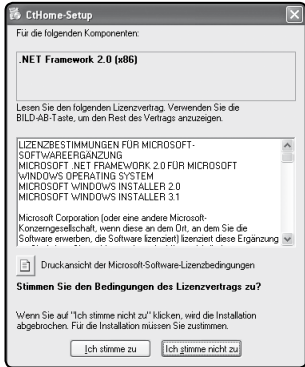 CtHome-Setup
Für die folgenden Komponenten:
.NET Framework 2.0 (x86)
Lesen Sie den folgenden Lizenzvertrag. Verwenden Sie die
BILD-AB-Taste, um den Rest des Vertrags anzuzeigen.
LIZENZBESTIMMUNGEN FÜR MICROSOFT-
SOFTWAREERGÄNZUNG
MICROSOFT .NET FRAMEWORK 2.0 FÜR MICROSOFT
WINDOWS OPERATING SYSTEM
MICROSOFT WINDOWS INSTALLER 2.0
MICROSOFT WINDOWS INSTALLER 3.1
Microsoft Corporation (oder eine andere Microsoft-
Konzerngesellschaft, wenn diese an dem Ort, an dem Sie die
Software erwerben, die Software lizenziert) lizenziert diese Ergänzung
Druckansicht der Microsoft-Software-Lizenzbedingungen
Stimmen Sie den Bedingungen des Lizenzvertrags zu?
Wenn Sie auf "Ich stimme nicht zu" klicken, wird die Installation
abgebrochen. Für die Installation müssen Sie zustimmen.
Ich stimme zu
Ich stimme nicht zu